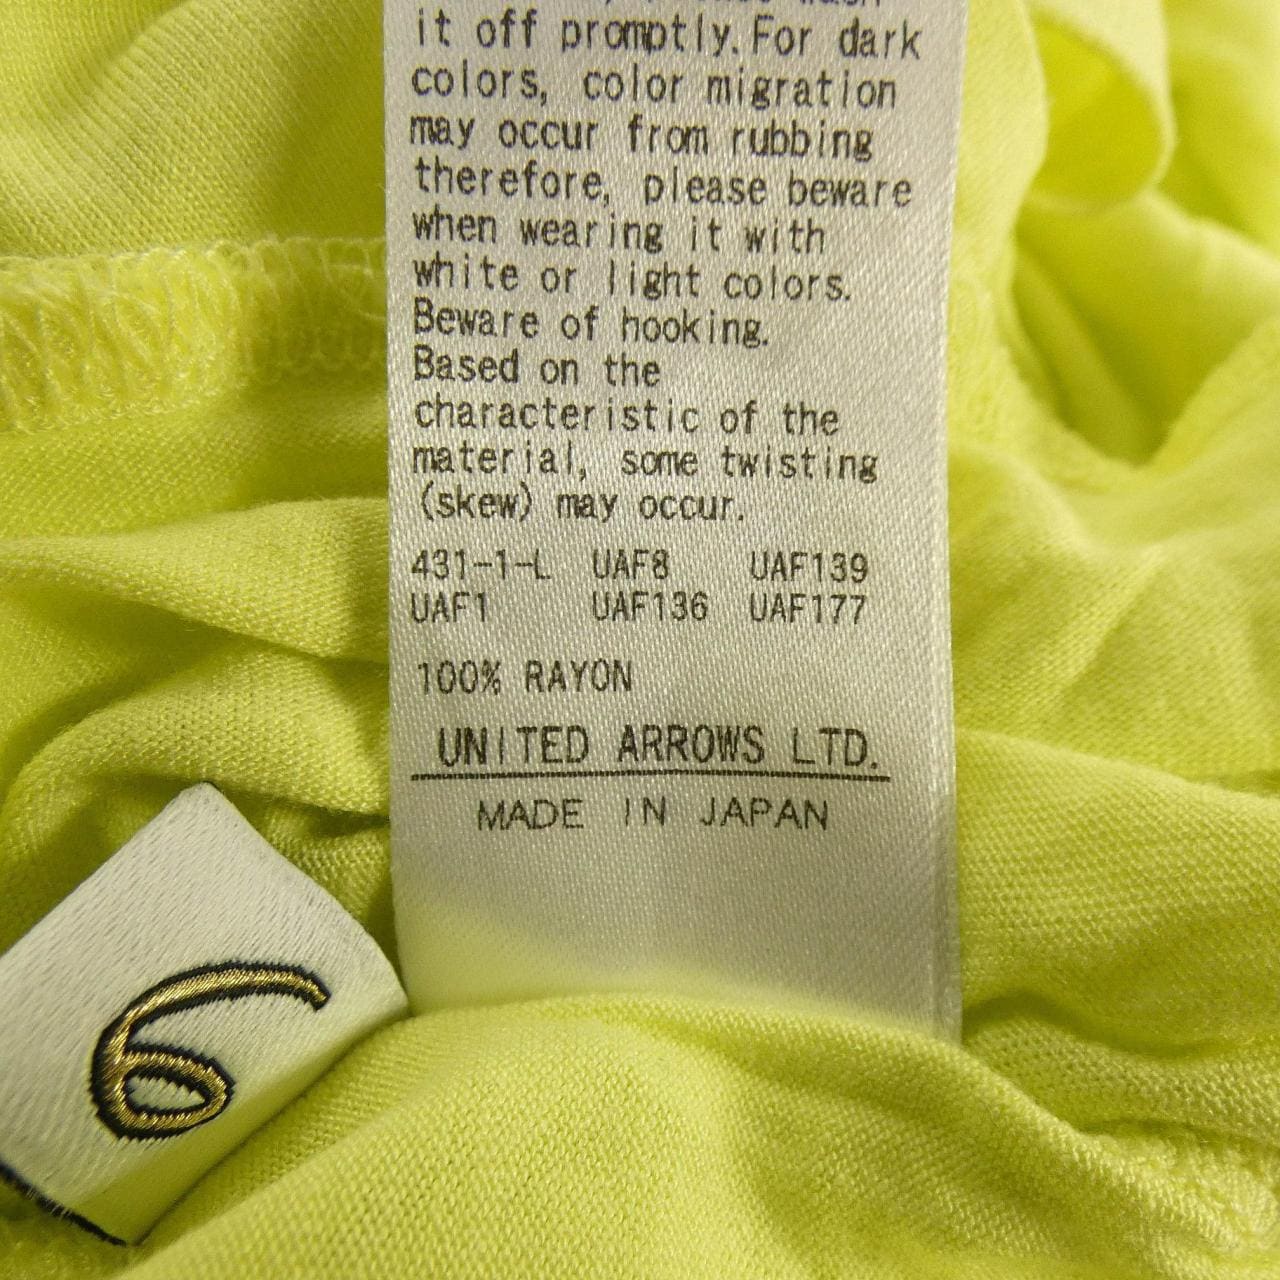 it off promptly. For dark
colors, color migration
may occur from rubbing
therefore, please beware
when wearing it with
white or light colors.
Beware of hooking.
Based on the
characteristic of the
material, some twisting
(skew) may occur.
431-1-L UAF8 UAF139
UAF1 UAF136 UAF177
100% RAYON
UNITED ARROWS LTD.
MADE IN JAPAN
6